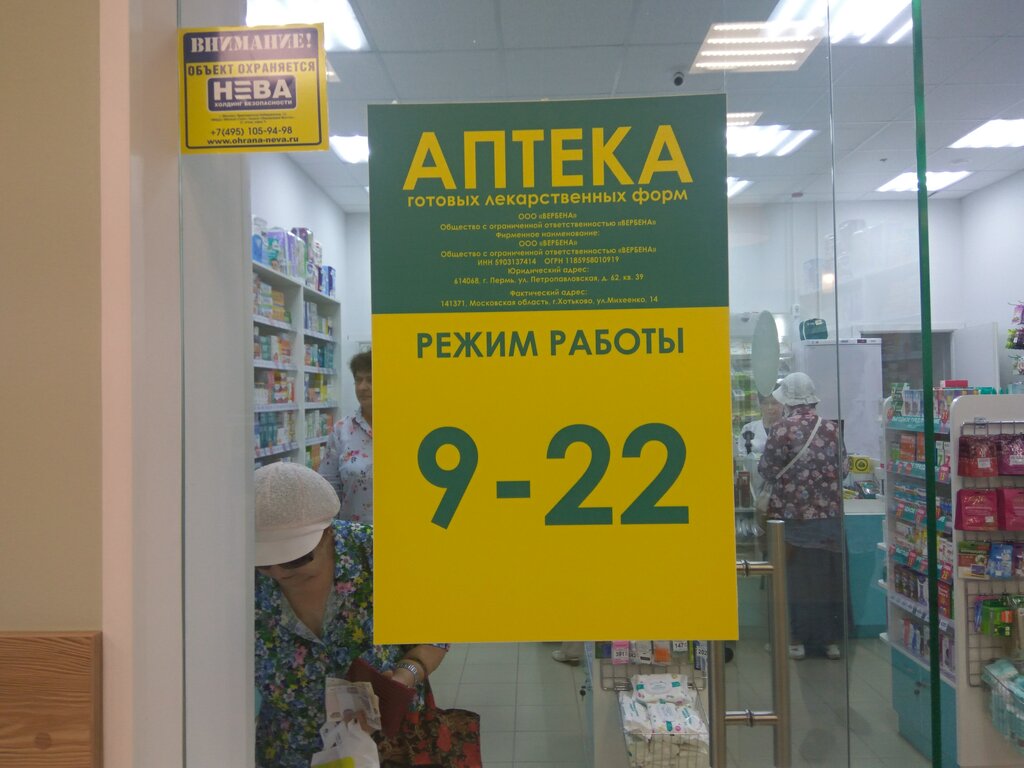 ВНИМАНИЕ!
ОБЪЕКТ ОХРАНЯЕТСЯ
НЕВА
ХОЛДИНГ БЕЗОПАСНОСТИ
+7(495) 105-94-98
www.ohrana-neva.ru
АПТЕКА
готовых лекарственных форм
ООО «ВЕРБЕНА»
Общество с ограниченной ответственностью «ВЕРБЕНА»
Фирменное наименование:
ООО «ВЕРБЕНА»
Общество с ограниченной ответственностью «ВЕРБЕНА»
ИНН 5903137414 ОГРН 1185958010919
Юридический адрес:
614068, г. Пермь, ул. Петропавловская, д. 62, кв. 39
Фактический адрес:
141371, Московская область, г.Хотьково, ул.Михеенко, 14
РЕЖИМ РАБОТЫ
9-22